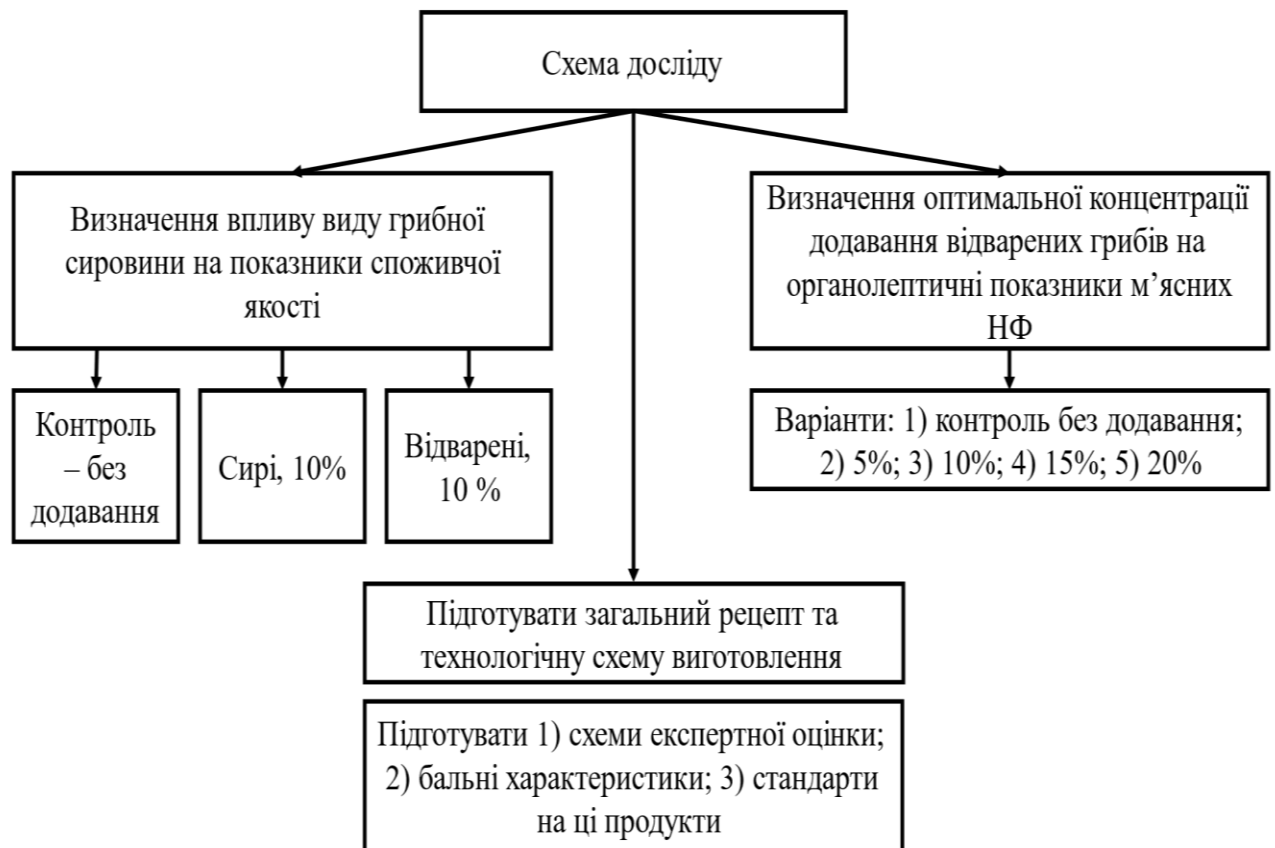 Схема досліду
Визначення впливу виду грибної
сировини на показники споживчої
якості
Контроль
– без
додавання
Сирі, 10%
Відварені,
10 %
Визначення оптимальної концентрації
додавання відварених грибів на
органолептичні показники м’ясних
НФ
Варіанти: 1) контроль без додавання;
2) 5%; 3) 10%; 4) 15%; 5) 20%
Підготувати загальний рецепт та
технологічну схему виготовлення
Підготувати 1) схеми експертної оцінки;
2) бальні характеристики; 3) стандарти
на ці продукти